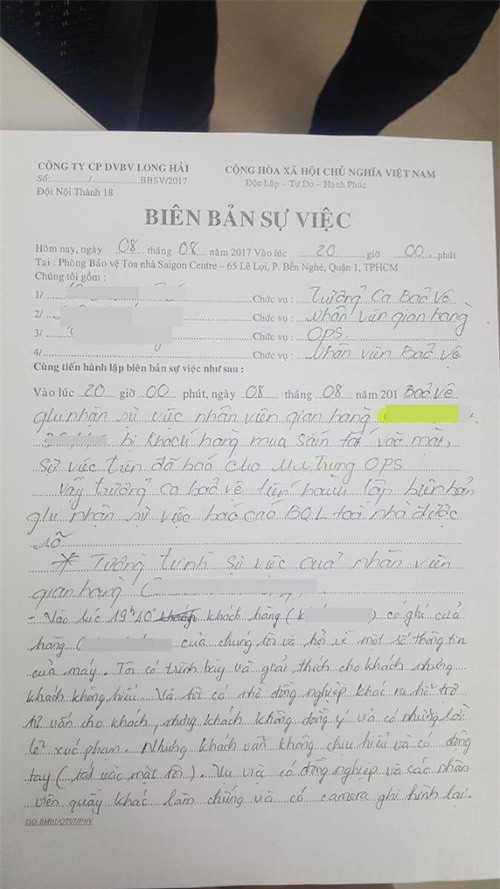 CÔNG TY CP DVBV LONG HẢI CỘNG HÒA XÃ HỘI CHỦ NGHĨA VIỆT NAM
Số:............/...............BBSV/2017 Độc Lập – Tự Do – Hạnh Phúc
Đội Nội Thành 18
BIÊN BẢN SỰ VIỆC
Hôm nay, ngày 08 tháng 08 năm 2017 Vào lúc 20 giờ 00 phút
Tại : Phòng Bảo vệ Tòa nhà Saigon Centre – 65 Lê Lợi, P. Bến Nghé, Quận 1, TPHCM
Chúng tôi gồm :
1/ Chức vụ : Trưởng Ca Bảo Vệ
2/ Chức vụ : Nhân viên gian hàng
3/ Chức vụ : OPS
4/ Chức vụ : Nhân viên Bảo vệ
Cùng tiến hành lập biên bản sự việc như sau :
Vào lúc 20 giờ 00 phút, ngày 08 tháng 08 năm 201 Bảo vệ
ghi nhận sự việc nhân viên gian hàng
bị khách hàng mua sắm tát vào mặt,
sự việc trên đã báo cho Mr Trung OPS
Vậy trưởng ca bảo vệ tiến hành lập biên bản
ghi nhận sự việc báo cáo BQL toà nhà được
rõ
* Tường trình sự việc của nhân viên
gian hàng C
- Vào lúc 19h40' khách hàng (k ) có ghé cửa
hàng ( của chúng tôi và hỏi về một số thông tin
của máy. Tôi có trình bày và giải thích cho khách nhưng
khách không hiểu. Và tôi có nhờ đồng nghiệp khác ra hỗ trợ
tư vấn cho khách, nhưng khách không đồng ý và có những lời
lẽ xúc phạm. Nhưng khách vẫn không chịu hiểu và có động
tay (tát vào mặt tôi). Vụ việc có đồng nghiệp và các nhân
viên quầy khác làm chứng và có camera ghi hình lại.
ISO-BM01/QT07/PNV